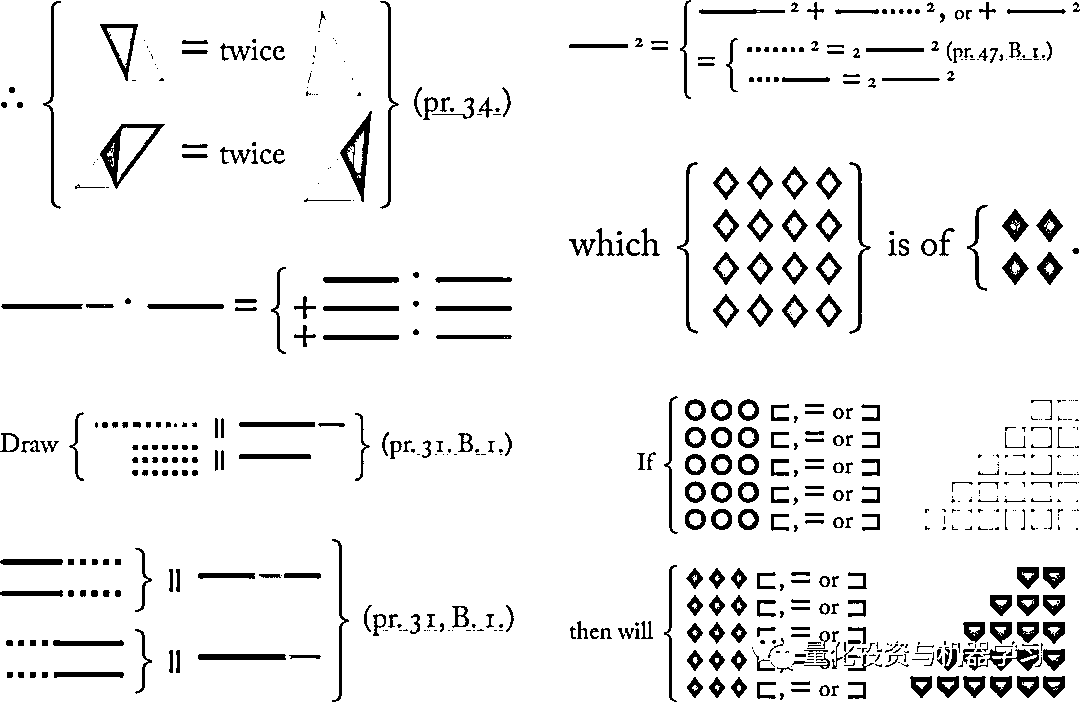 ∴ = twice
= twice (pr. 34.)
· = + · + ·
Draw || || (pr. 31. B. 1.)
|| || (pr. 31, B. 1.)
² = ² + ², or + ²
= ² = 2 ² (pr. 47, B. 1.)
= 2 ²
which is of .
If ⊏, = or ⊐
⊏, = or ⊐
⊏, = or ⊐
⊏, = or ⊐
⊏, = or ⊐
then will ⊏, = or ⊐
⊏, = or ⊐
⊏, = or ⊐
⊏, = or ⊐
⊏, = or ⊐
量化投资与机器学习